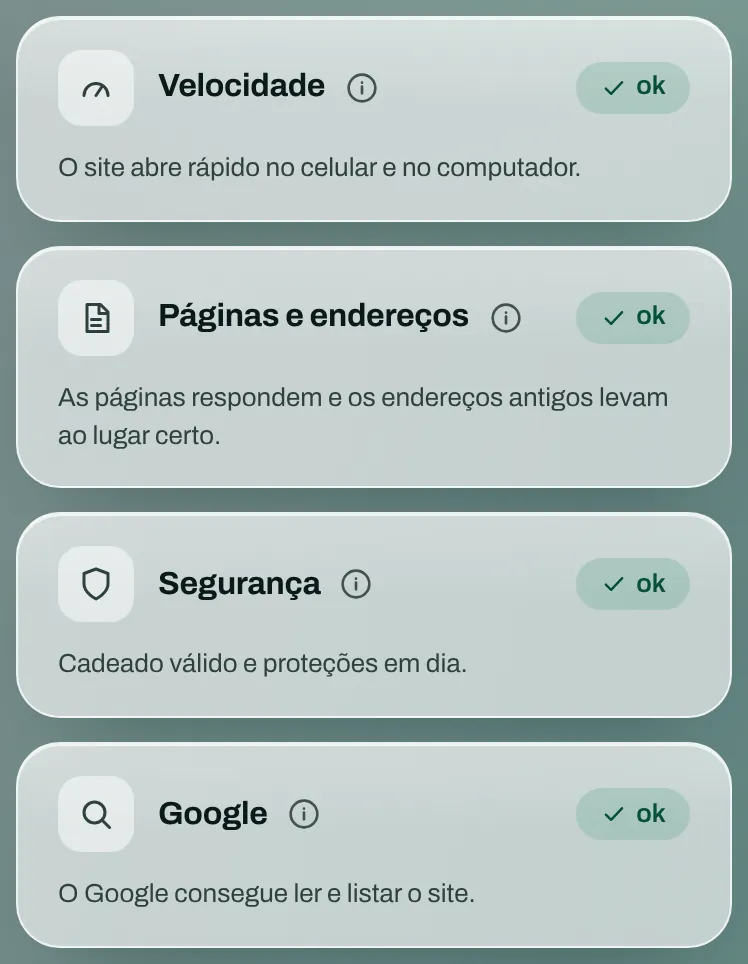 Velocidade
ok
O site abre rápido no celular e no computador.
Páginas e endereços
ok
As páginas respondem e os endereços antigos levam
ao lugar certo.
Segurança
ok
Cadeado válido e proteções em dia.
Google
ok
O Google consegue ler e listar o site.